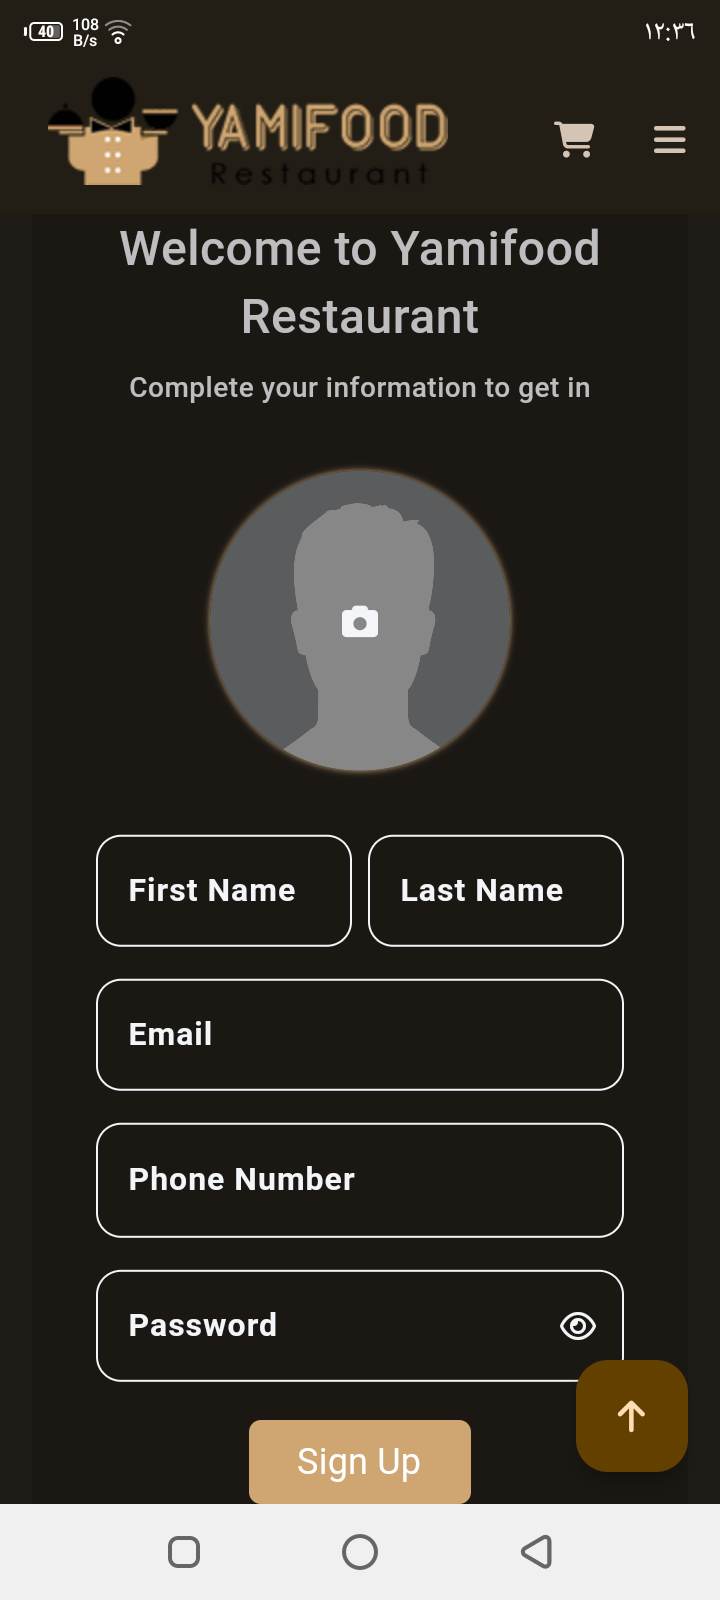 40
108
B/s
١٢:٣٦
YAMIFOOD
Restaurant
Welcome to Yamifood
Restaurant
Complete your information to get in
First Name
Last Name
Email
Phone Number
Password
Sign Up